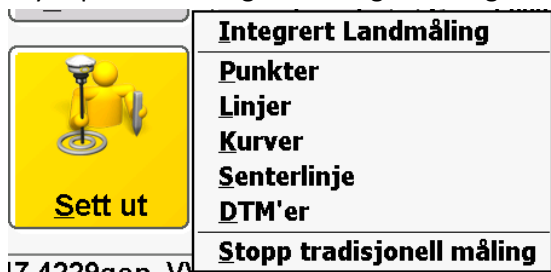 Integrert Landmåling
Punkter
Linjer
Kurver
Senterlinje
DTM'er
Stopp tradisjonell måling
Sett ut